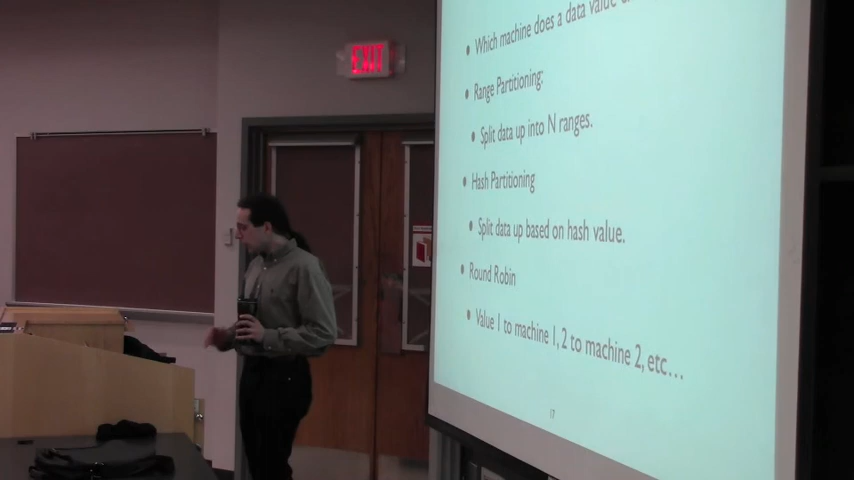 EXIT
• Which machine does a data value
• Range Partitioning:
• Split data up into N ranges.
• Hash Partitioning
• Split data up based on hash value.
• Round Robin
• Value 1 to machine 1, 2 to machine 2, etc...
17